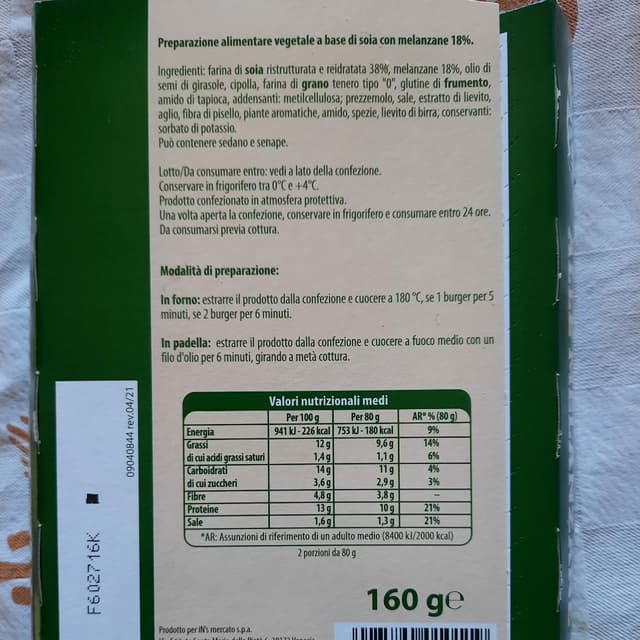 Preparazione alimentare vegetale a base di soia con melanzane 18%.
Ingredienti: farina di soia ristrutturata e reidratata 38%, melanzane 18%, olio di
semi di girasole, cipolla, farina di grano tenero tipo "0", glutine di frumento,
amido di tapioca, addensanti: metilcellulosa; prezzemolo, sale, estratto di lievito,
aglio, fibra di pisello, piante aromatiche, amido, spezie, lievito di birra, conservanti:
sorbato di potassio.
Può contenere sedano e senape.
Lotto/Da consumare entro: vedi a lato della confezione.
Conservare in frigorifero tra 0°C e +4°C.
Prodotto confezionato in atmosfera protettiva.
Una volta aperta la confezione, conservare in frigorifero e consumare entro 24 ore.
Da consumarsi previa cottura.
Modalità di preparazione:
In forno: estrarre il prodotto dalla confezione e cuocere a 180 °C, se 1 burger per 5
minuti, se 2 burger per 6 minuti.
In padella: estrarre il prodotto dalla confezione e cuocere a fuoco medio con un
filo d'olio per 6 minuti, girando a metà cottura.
Valori nutrizionali medi
Per 100 g Per 80 g AR* % (80 g)
Energia 941 kJ - 226 kcal 753 kJ - 180 kcal 9%
Grassi 12 g 9,6 g 14%
di cui acidi grassi saturi 1,4 g 1,1 g 6%
Carboidrati 14 g 11 g 4%
di cui zuccheri 3,6 g 2,9 g 3%
Fibre 4,8 g 3,8 g –
Proteine 13 g 10 g 21%
Sale 1,6 g 1,3 g 21%
*AR: Assunzioni di riferimento di un adulto medio (8400 kJ/2000 kcal)
2 porzioni da 80 g
160 g e
Prodotto per IN's mercato s.p.a.
09040844 rev.04/21
F602716K